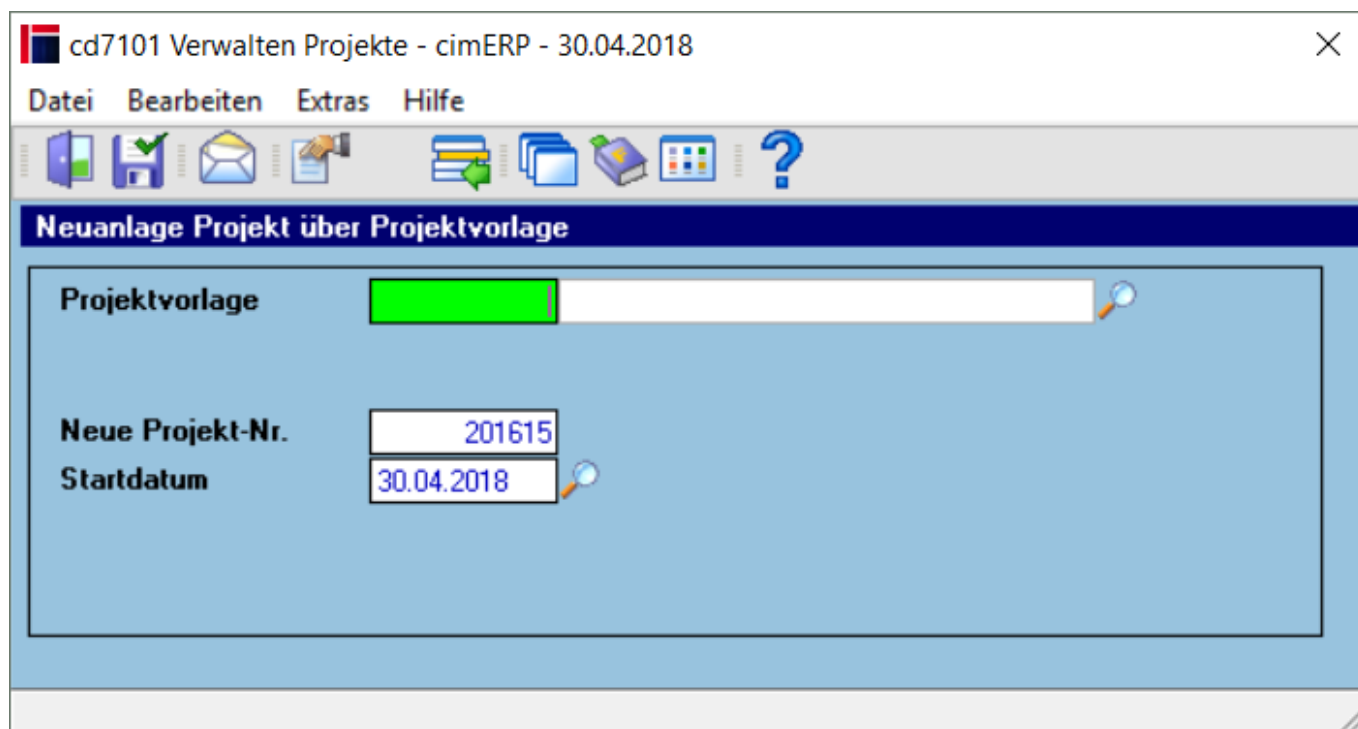 cd7101 Verwalten Projekte - cimERP - 30.04.2018
Datei Bearbeiten Extras Hilfe
Neuanlage Projekt über Projektvorlage
Projektvorlage
Neue Projekt-Nr. 201615
Startdatum 30.04.2018